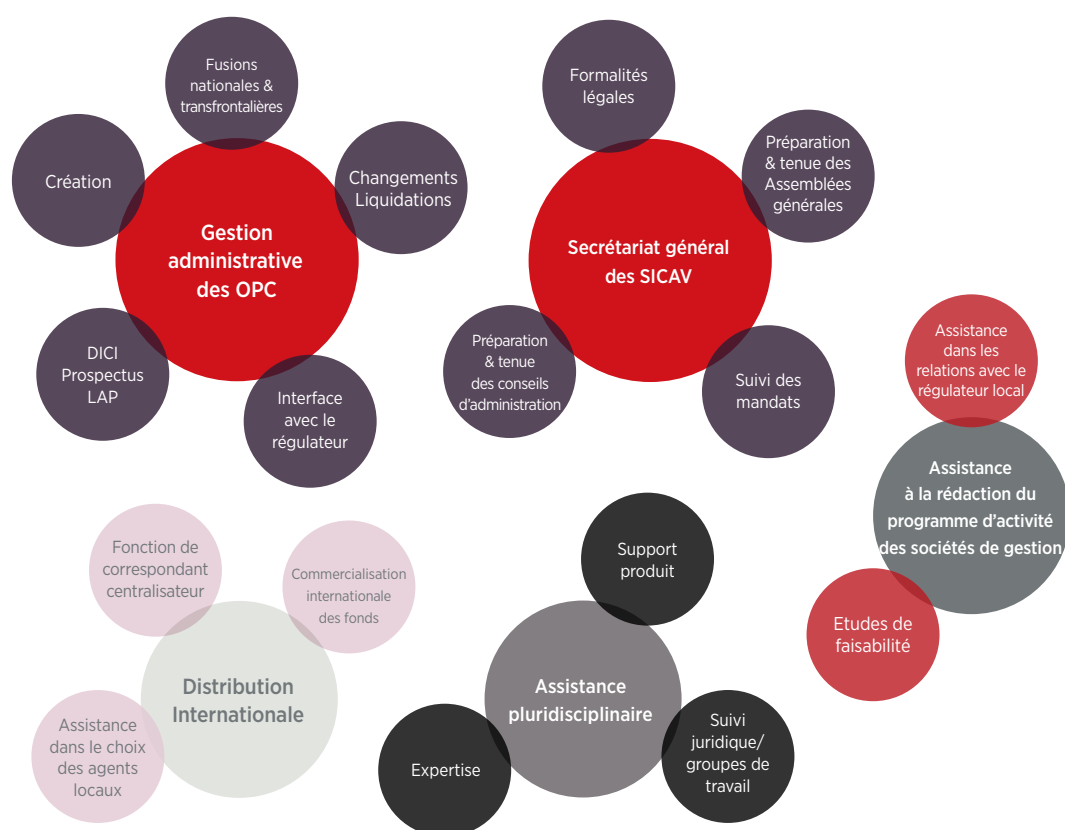 Fusions
nationales &
transfrontalières
Création
Changements
Liquidations
Gestion
administrative
des OPC
DICI
Prospectus
LAP
Interface
avec le
régulateur
Formalités
légales
Préparation
& tenue des
Assemblées
générales
Secrétariat général
des SICAV
Préparation
& tenue
des conseils
d’administration
Suivi des
mandats
Assistance
dans les
relations avec le
régulateur local
Assistance
à la rédaction du
programme d’activité
des sociétés de gestion
Etudes de
faisabilité
Fonction de
correspondant
centralisateur
Commercialisation
internationale
des fonds
Distribution
Internationale
Assistance
dans le choix
des agents
locaux
Support
produit
Assistance
pluridisciplinaire
Expertise
Suivi
juridique/
groupes de
travail